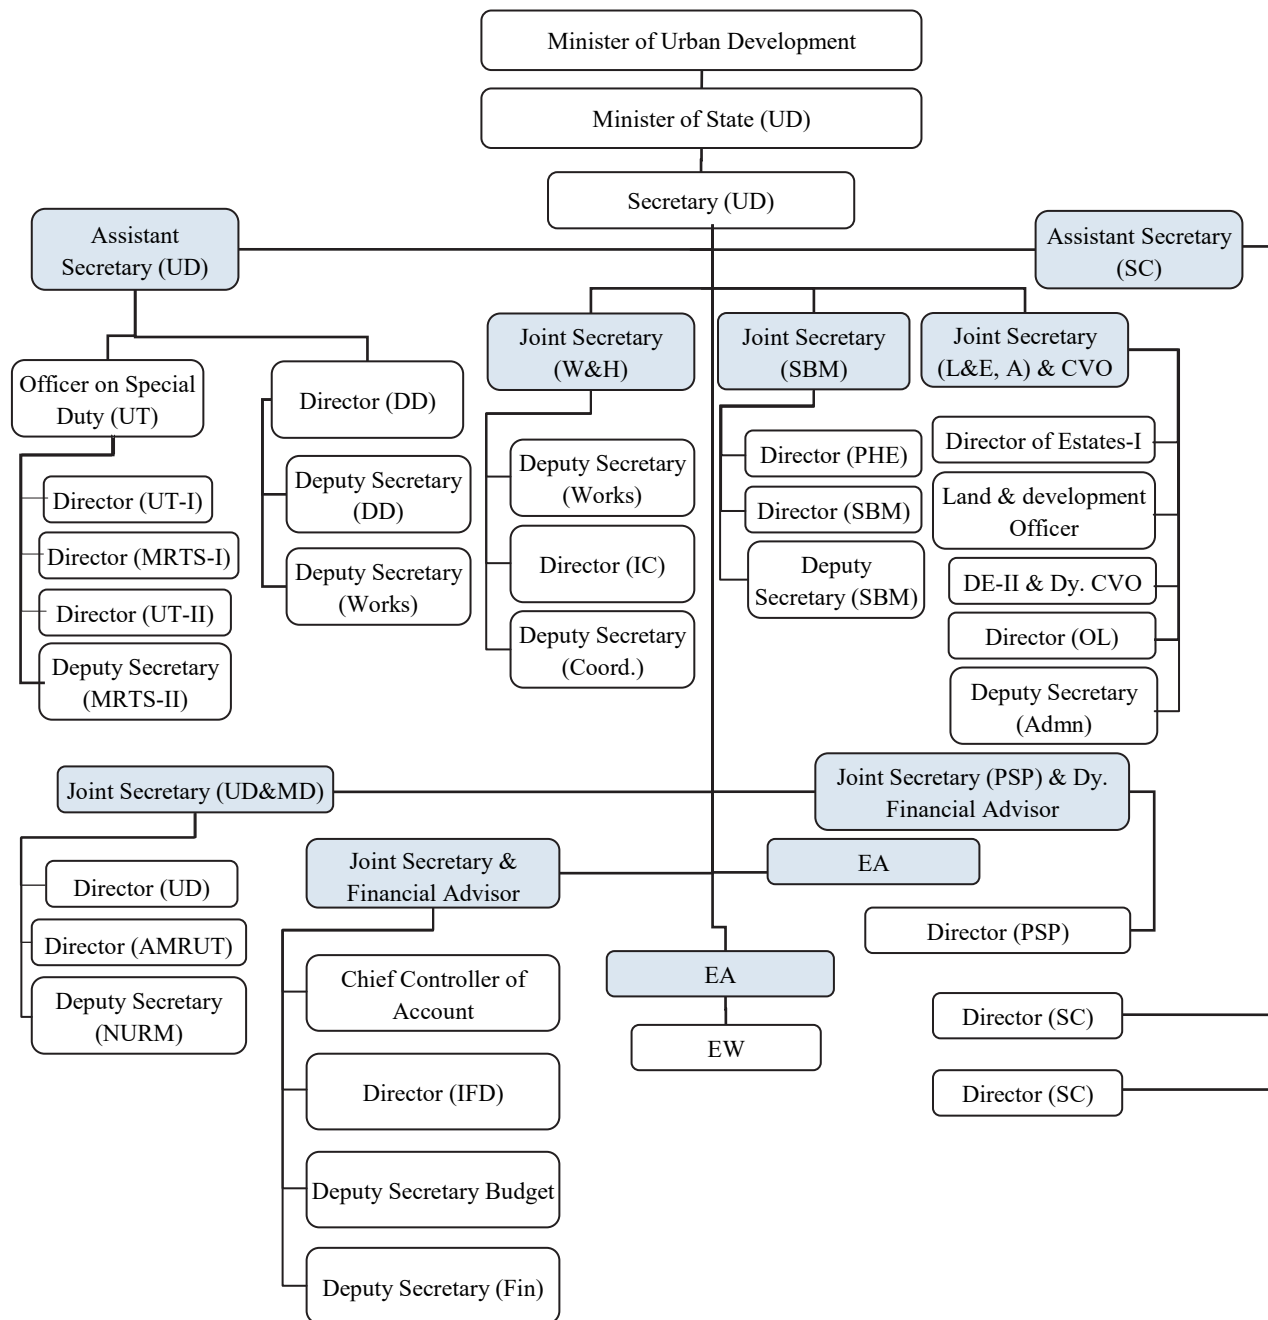 Minister of Urban Development
Minister of State (UD)
Secretary (UD)
Assistant
Secretary (UD)
Assistant Secretary
(SC)
Joint Secretary
(W&H)
Joint Secretary
(SBM)
Joint Secretary
(L&E, A) & CVO
Officer on Special
Duty (UT)
Director (DD)
Director (UT-I)
Director (MRTS-I)
Director (UT-II)
Deputy Secretary
(MRTS-II)
Deputy Secretary
(DD)
Deputy Secretary
(Works)
Deputy Secretary
(Works)
Director (IC)
Deputy Secretary
(Coord.)
Director (PHE)
Director (SBM)
Deputy
Secretary (SBM)
Director of Estates-I
Land & development
Officer
DE-II & Dy. CVO
Director (OL)
Deputy Secretary
(Admn)
Joint Secretary (UD&MD)
Joint Secretary (PSP) & Dy.
Financial Advisor
Joint Secretary &
Financial Advisor
EA
Director (UD)
Director (AMRUT)
Deputy Secretary
(NURM)
Director (PSP)
Chief Controller of
Account
Director (IFD)
Deputy Secretary Budget
Deputy Secretary (Fin)
EA
EW
Director (SC)
Director (SC)